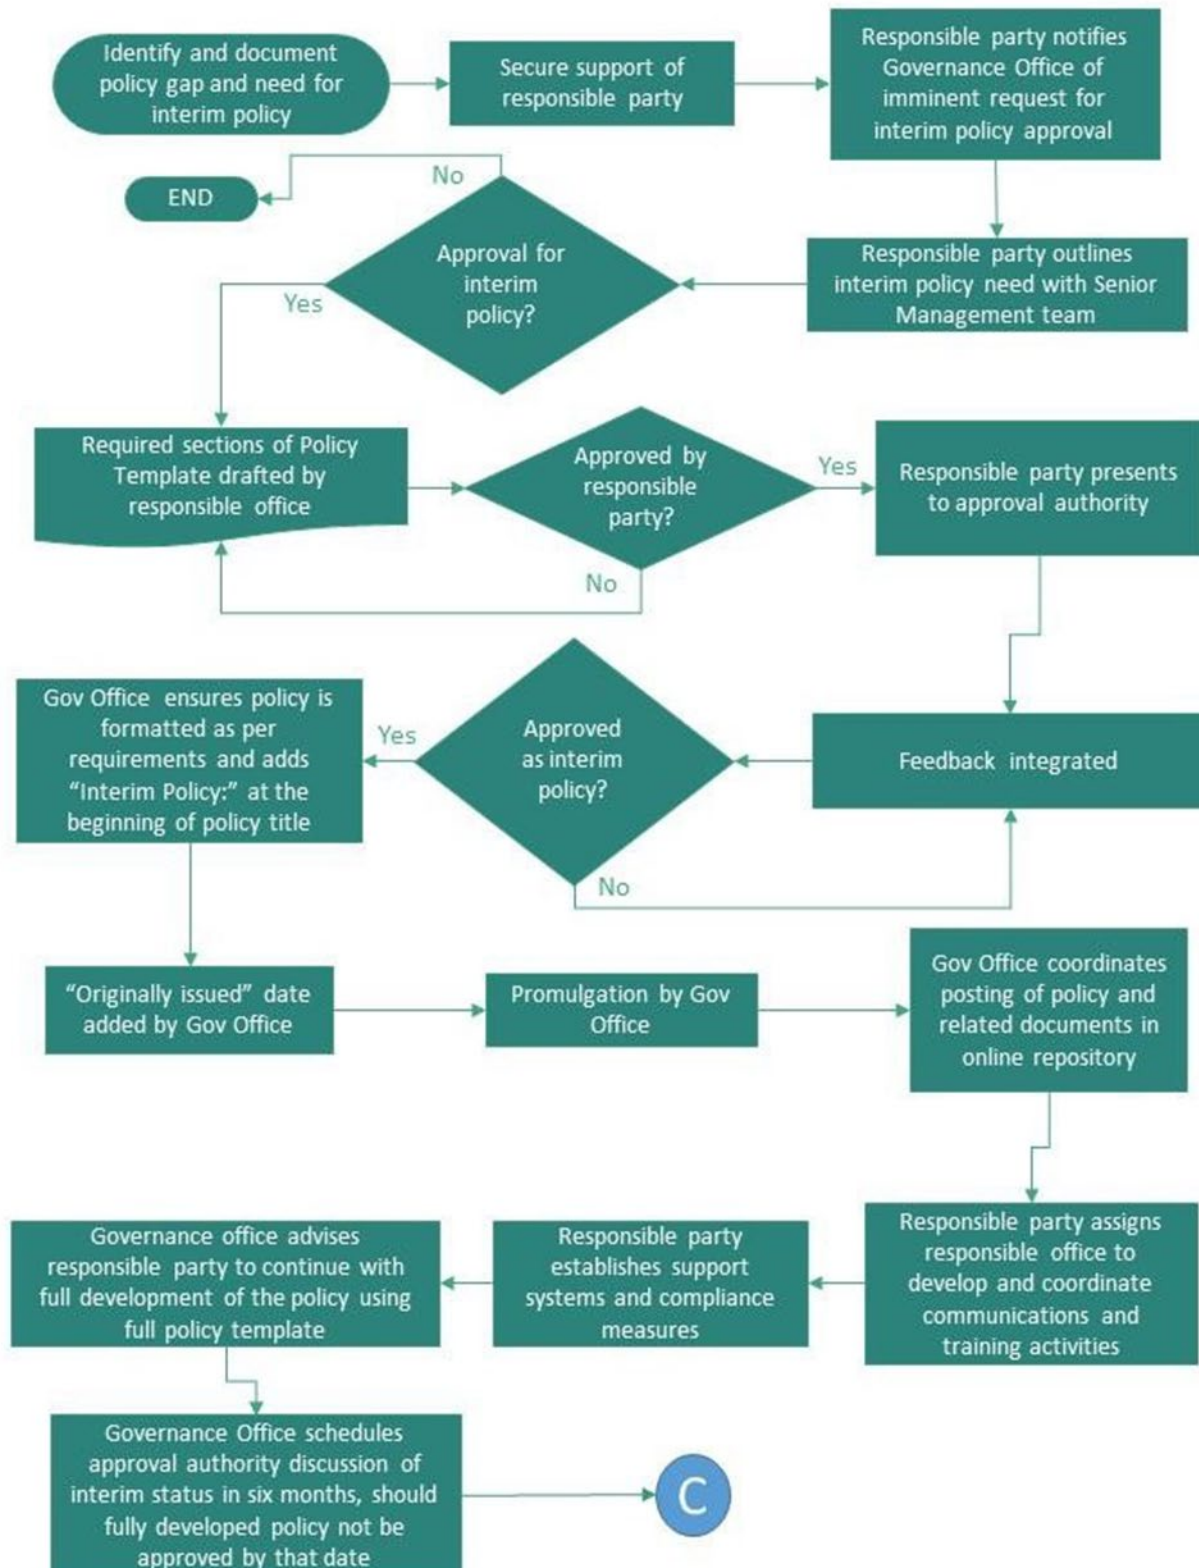 Identify and document
policy gap and need for
interim policy
Secure support of
responsible party
Responsible party notifies
Governance Office of
imminent request for
interim policy approval
No
END
Approval for
interim
policy?
Yes
Responsible party outlines
interim policy need with Senior
Management team
Required sections of Policy
Template drafted by
responsible office
Approved by
responsible
party?
Yes
No
Responsible party presents
to approval authority
Gov Office ensures policy is
formatted as per
requirements and adds
“Interim Policy:” at the
beginning of policy title
Yes
Approved
as interim
policy?
No
Feedback integrated
“Originally issued” date
added by Gov Office
Promulgation by Gov
Office
Gov Office coordinates
posting of policy and
related documents in
online repository
Governance office advises
responsible party to continue with
full development of the policy using
full policy template
Responsible party
establishes support
systems and compliance
measures
Responsible party assigns
responsible office to
develop and coordinate
communications and
training activities
Governance Office schedules
approval authority discussion of
interim status in six months, should
fully developed policy not be
approved by that date
C